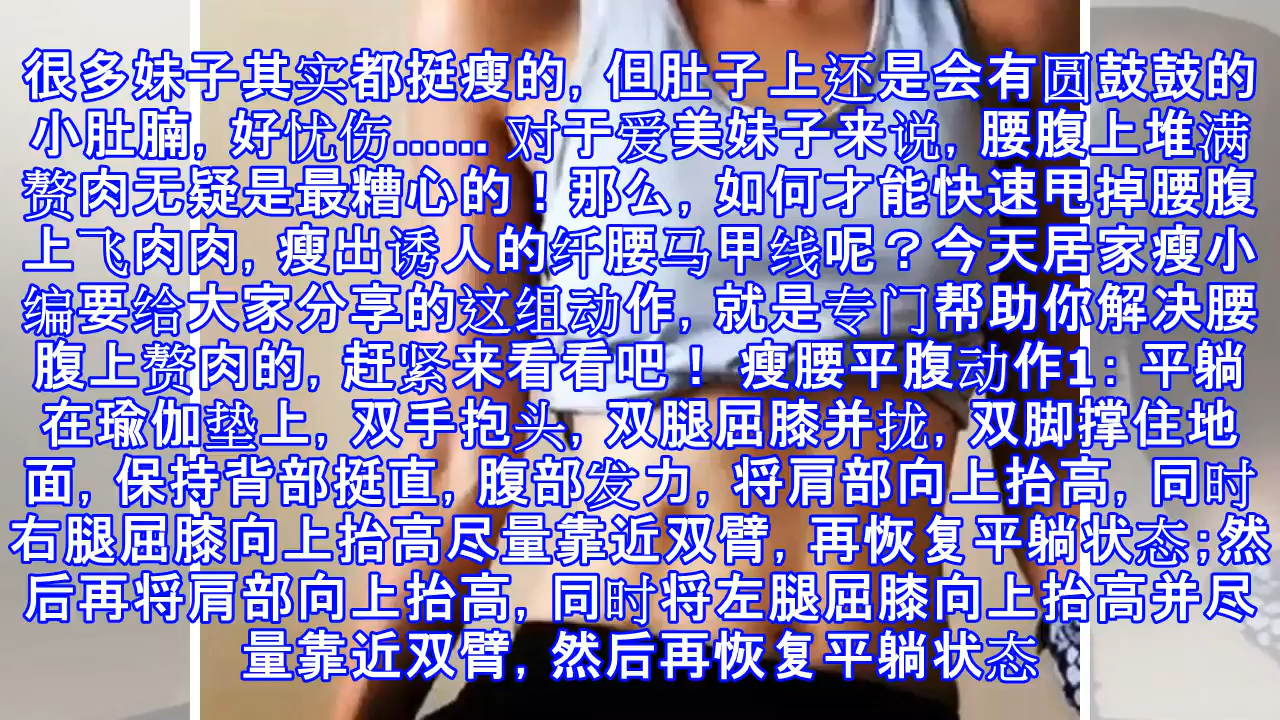 很多妹子其实都挺瘦的, 但肚子上还是会有圆鼓鼓的
小肚腩, 好忧伤...... 对于爱美妹子来说, 腰腹上堆满
赘肉无疑是最糟心的！那么, 如何才能快速甩掉腰腹
上飞肉肉, 瘦出诱人的纤腰马甲线呢？今天居家瘦小
编要给大家分享的这组动作, 就是专门帮助你解决腰
腹上赘肉的, 赶紧来看看吧！ 瘦腰平腹动作1: 平躺
在瑜伽垫上, 双手抱头, 双腿屈膝并拢, 双脚撑住地
面, 保持背部挺直, 腹部发力, 将肩部向上抬高, 同时
右腿屈膝向上抬高尽量靠近双臂, 再恢复平躺状态;然
后再将肩部向上抬高, 同时将左腿屈膝向上抬高并尽
量靠近双臂, 然后再恢复平躺状态